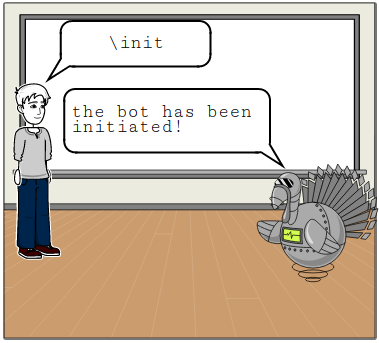 \init
the bot has been
initiated!